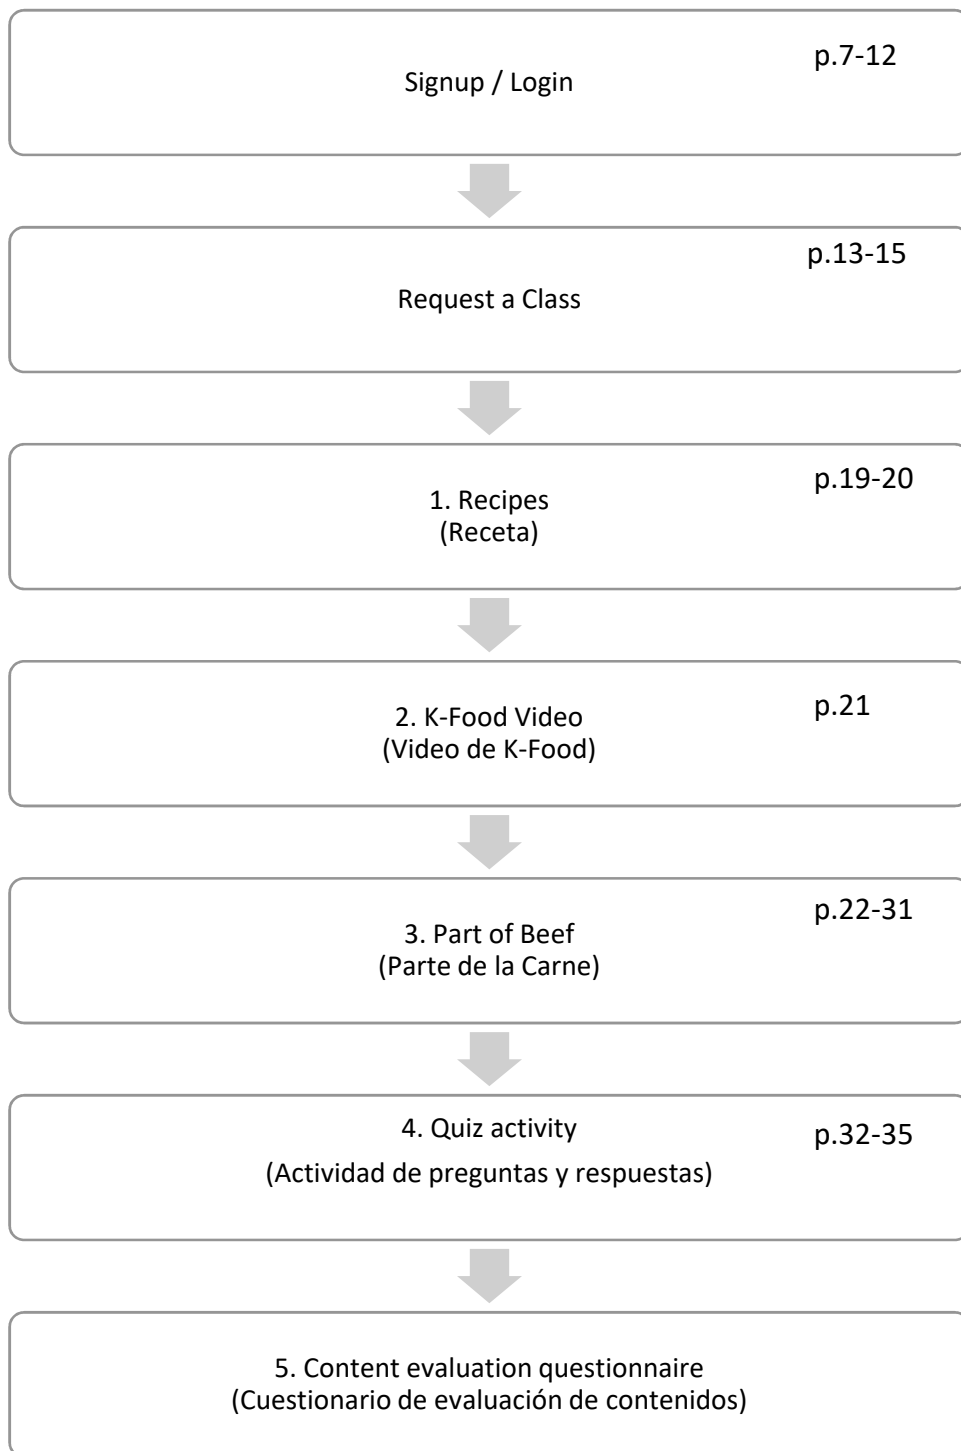 p.7-12
Signup / Login
p.13-15
Request a Class
p.19-20
1. Recipes
(Receta)
p.21
2. K-Food Video
(Video de K-Food)
p.22-31
3. Part of Beef
(Parte de la Carne)
4. Quiz activity
p.32-35
(Actividad de preguntas y respuestas)
5. Content evaluation questionnaire
(Cuestionario de evaluación de contenidos)